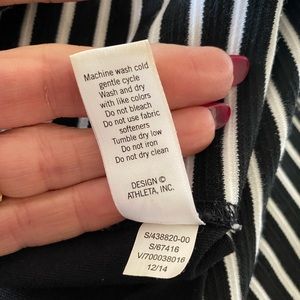 Machine wash cold
gentle cycle
Wash and dry
with like colors
Do not bleach
Do not use fabric
softeners
Tumble dry low
Do not iron
Do not dry clean
DESIGN ©
ATHLETA, INC.
S/438820-00
S/67416
V/700038016
12/14